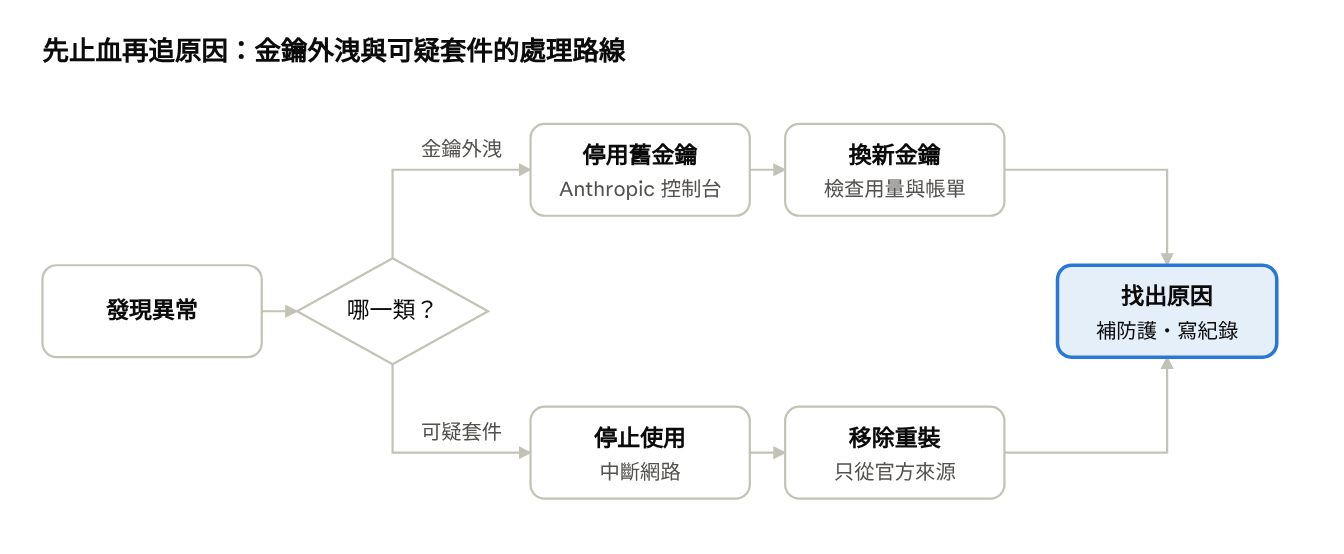 先止血再追原因：金鑰外洩與可疑套件的處理路線
金鑰外洩
停用舊金鑰
Anthropic 控制台
換新金鑰
檢查用量與帳單
發現異常
哪一類？
找出原因
補防護・寫紀錄
可疑套件
停止使用
中斷網路
移除重裝
只從官方來源